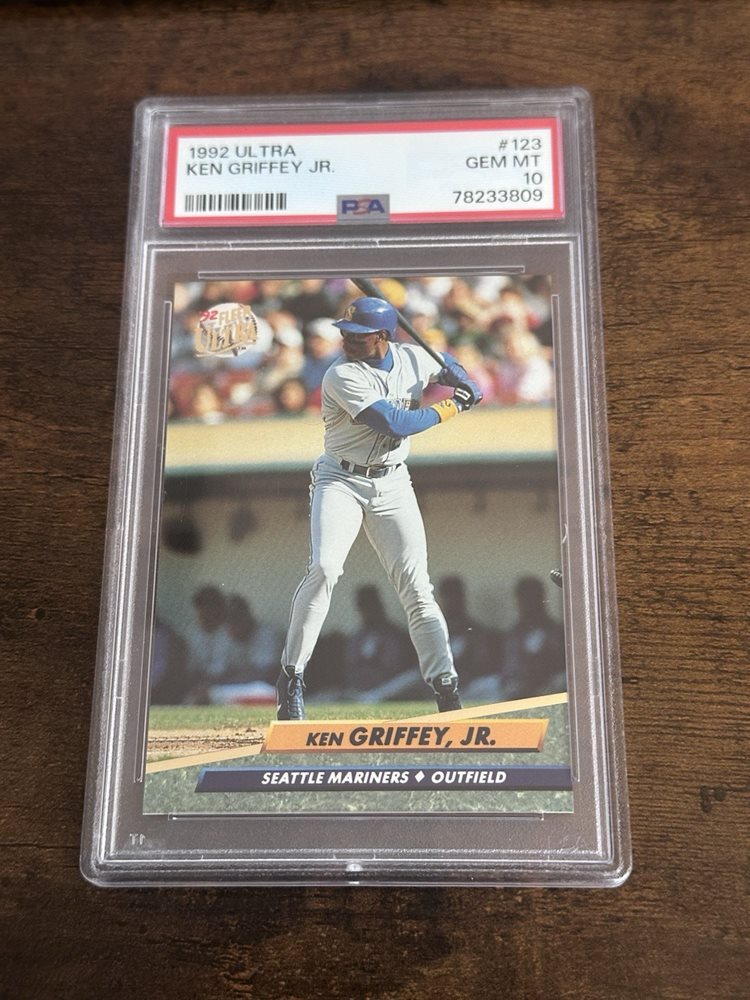 1992 ULTRA #123
KEN GRIFFEY JR. GEM MT
10
PSA 78233809
'92 FLEER
ULTRA
KEN GRIFFEY, JR.
SEATTLE MARINERS ♦ OUTFIELD